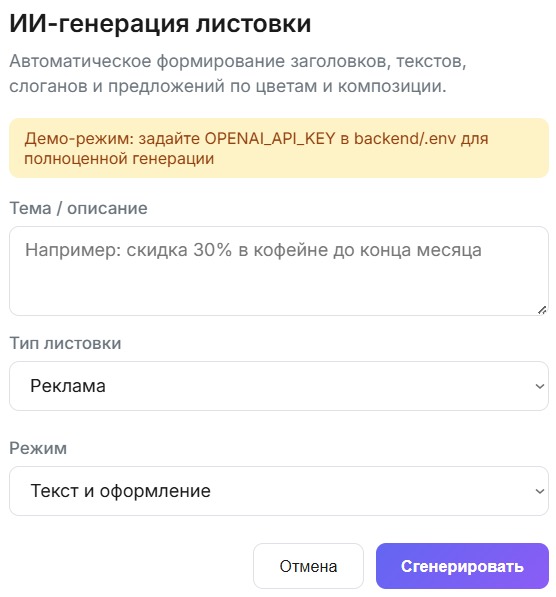 ИИ-генерация листовки
Автоматическое формирование заголовков, текстов,
слоганов и предложений по цветам и композиции.
Демо-режим: задайте OPENAI_API_KEY в backend/.env для
полноценной генерации
Тема / описание
Например: скидка 30% в кофейне до конца месяца
Тип листовки
Реклама
Режим
Текст и оформление
Отмена
Сгенерировать